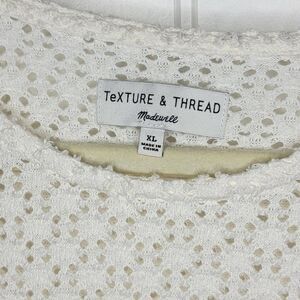 TeXTURE & THREAD
Madewell
XL
MADE IN
CHINA